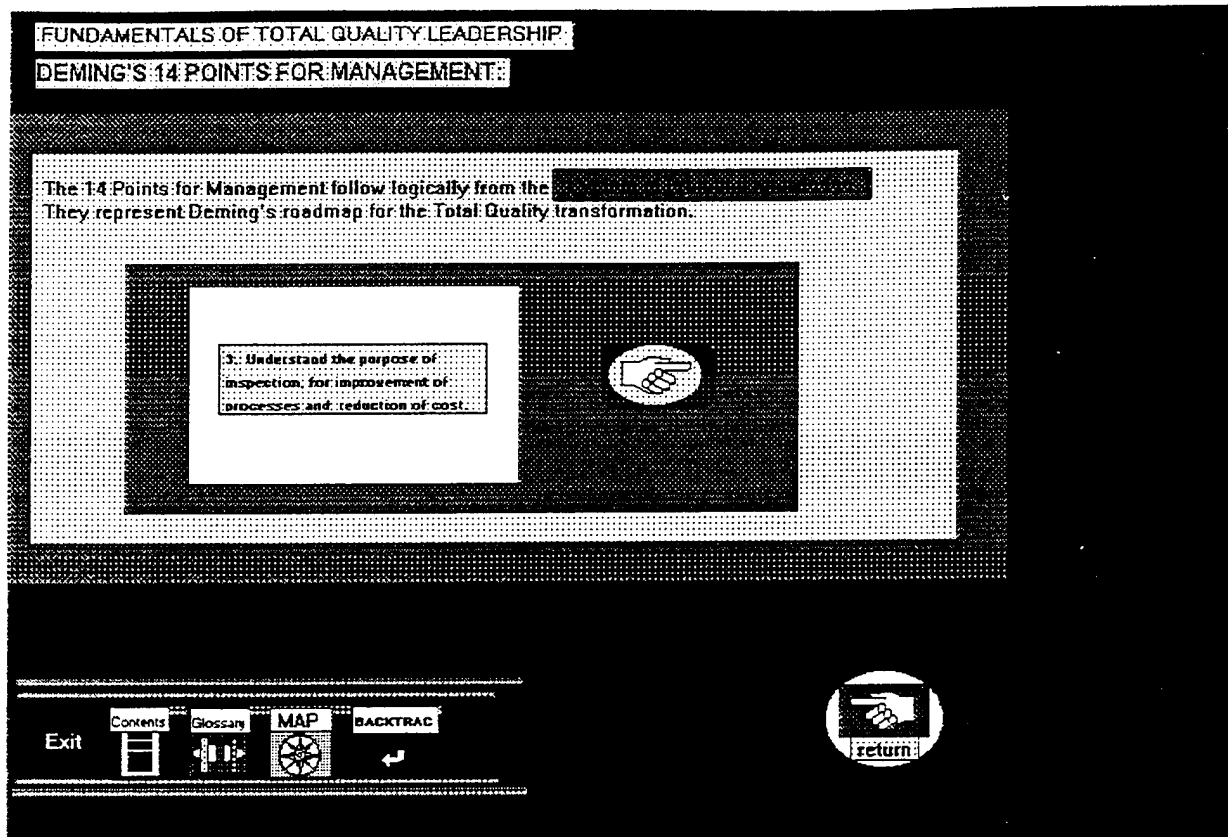 FUNDAMENTALS OF TOTAL QUALITY LEADERSHIP
DEMING'S 14 POINTS FOR MANAGEMENT:
The 14 Points for Management follow logically from the
They represent Deming's roadmap for the Total Quality transformation.
3. Understand the purpose of
inspection, for improvement of
processes and reduction of cost.
Exit
Contents
Glossary
MAP
BACKTRAC
return